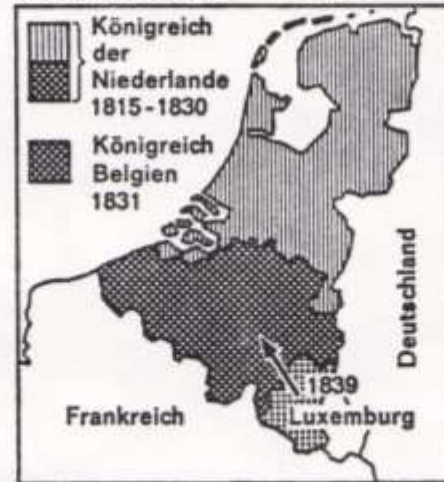 Königreich
der
Niederlande
1815-1830
Königreich
Belgien
1831
Deutschland
1839
Frankreich
Luxemburg